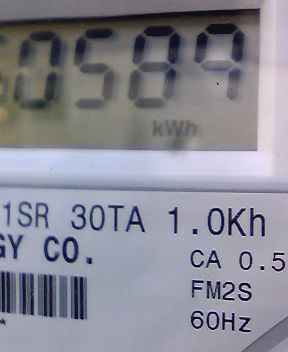 0589
kWh
1SR 30TA 1.0Kh
GY CO.
CA 0.5
FM2S
60Hz